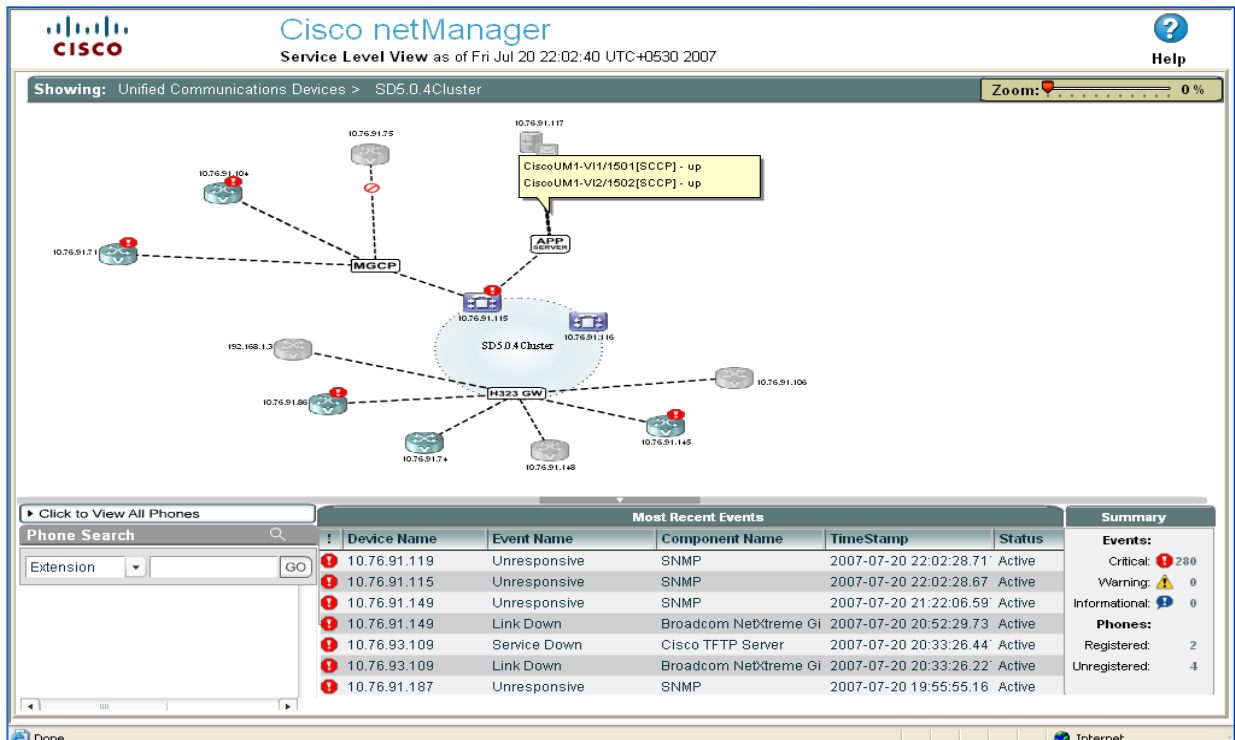 CISCO
Cisco netManager
Service Level View as of Fri Jul 20 22:02:40 UTC+0530 2007
Help
Showing: Unified Communications Devices > SD5.0.4Cluster
Zoom: 0 %
10.76.91.75
10.76.91.117
CiscoUM1-VI1/1501[SCCP] - up
CiscoUM1-VI2/1502[SCCP] - up
10.76.91.104
10.76.91.71
MGCP
APP SERVER
10.76.91.115
10.76.91.116
SD5.0.4Cluster
192.168.1.3
10.76.91.106
H323 GW
10.76.91.86
10.76.91.145
10.76.91.74
10.76.91.148
Click to View All Phones
Phone Search
Extension GO
Most Recent Events
! Device Name Event Name Component Name TimeStamp Status
10.76.91.119 Unresponsive SNMP 2007-07-20 22:02:28.71 Active
10.76.91.115 Unresponsive SNMP 2007-07-20 22:02:28.67 Active
10.76.91.149 Unresponsive SNMP 2007-07-20 21:22:06.59 Active
10.76.91.149 Link Down Broadcom NetXtreme Gi 2007-07-20 20:52:29.73 Active
10.76.93.109 Service Down Cisco TFTP Server 2007-07-20 20:33:26.44 Active
10.76.93.109 Link Down Broadcom NetXtreme Gi 2007-07-20 20:33:26.22 Active
10.76.91.187 Unresponsive SNMP 2007-07-20 19:55:55.16 Active
Summary
Events:
Critical: 280
Warning: 0
Informational: 0
Phones:
Registered: 2
Unregistered: 4
Done
Internet